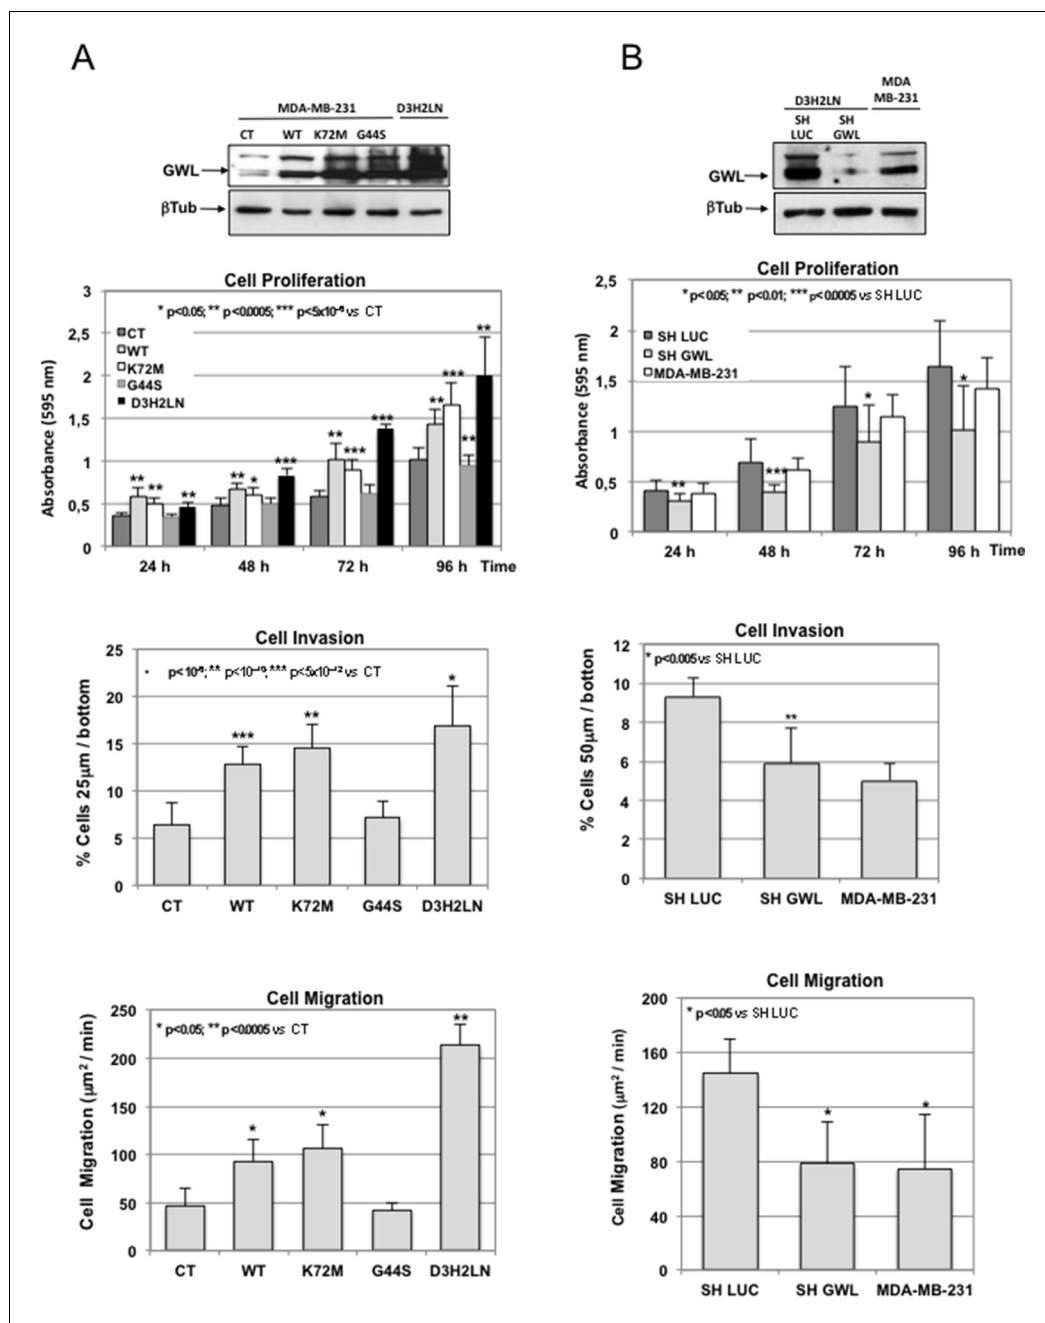 A
MDA-MB-231 D3H2LN
CT WT K72M G44S
GWL
βTub
Cell Proliferation
3
2,5
2
1,5
1
0,5
0
Absorbance (595 nm)
* p<0.05; ** p<0.0005; *** p<5x10⁻⁵ vs CT
CT
WT
K72M
G44S
D3H2LN
** ** **
** * ***
** *** ***
** *** ** **
24 h 48 h 72 h 96 h Time
Cell Invasion
25
20
15
10
5
0
% Cells 25µm / bottom
*** ** *
CT WT K72M G44S D3H2LN
Cell Migration
250
200
150
100
50
0
Cell Migration (µm² / min)
* p<0.05; ** p<0.0005 vs CT
* * **
CT WT K72M G44S D3H2LN
B
D3H2LN MDA MB-231
SH LUC SH GWL
GWL
βTub
Cell Proliferation
2,5
2
1,5
1
0,5
0
Absorbance (595 nm)
* p<0.05; ** p<0.01; *** p<0.0005 vs SH LUC
SH LUC
SH GWL
MDA-MB-231
** *** * *
24 h 48 h 72 h 96 h Time
Cell Invasion
12
10
8
6
4
2
0
% Cells 50µm / botton
* p<0.005 vs SH LUC
**
SH LUC SH GWL MDA-MB-231
Cell Migration
200
160
120
80
40
0
Cell Migration (µm² / min)
* p<0.05 vs SH LUC
* *
SH LUC SH GWL MDA-MB-231